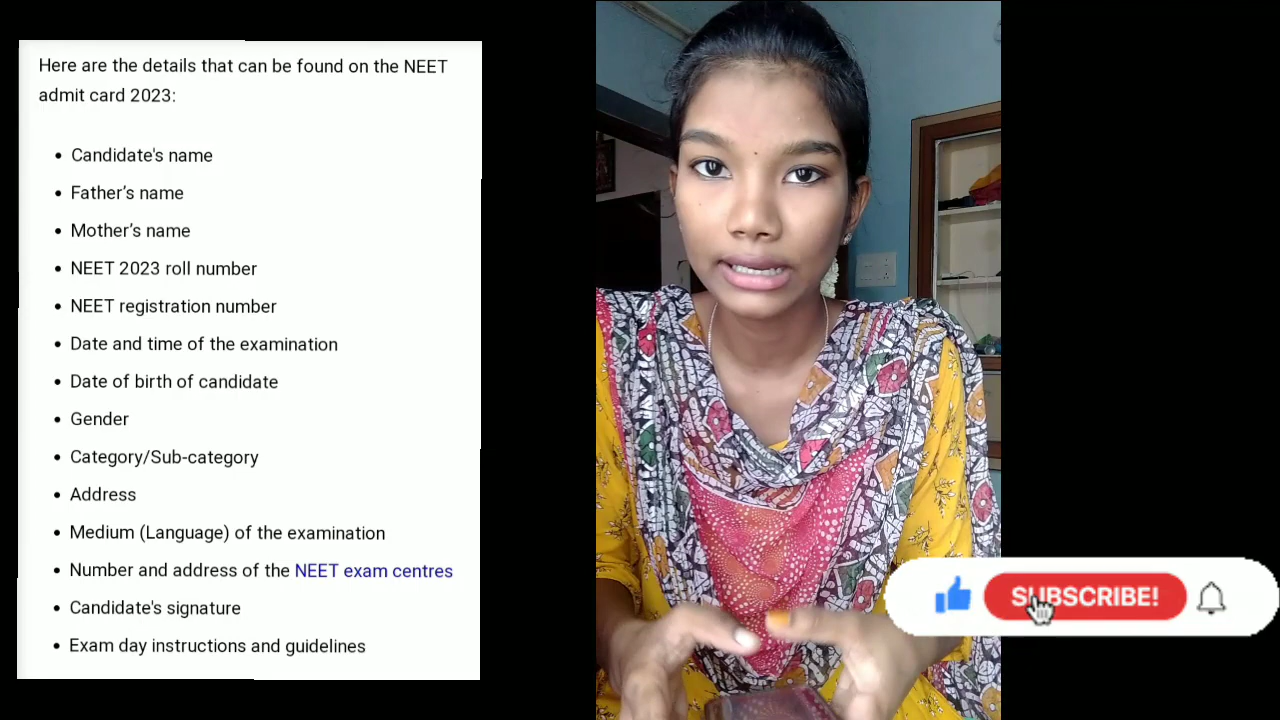 Here are the details that can be found on the NEET
admit card 2023:
• Candidate's name
• Father's name
• Mother's name
• NEET 2023 roll number
• NEET registration number
• Date and time of the examination
• Date of birth of candidate
• Gender
• Category/Sub-category
• Address
• Medium (Language) of the examination
• Number and address of the NEET exam centres
• Candidate's signature
• Exam day instructions and guidelines
SUBSCRIBE!